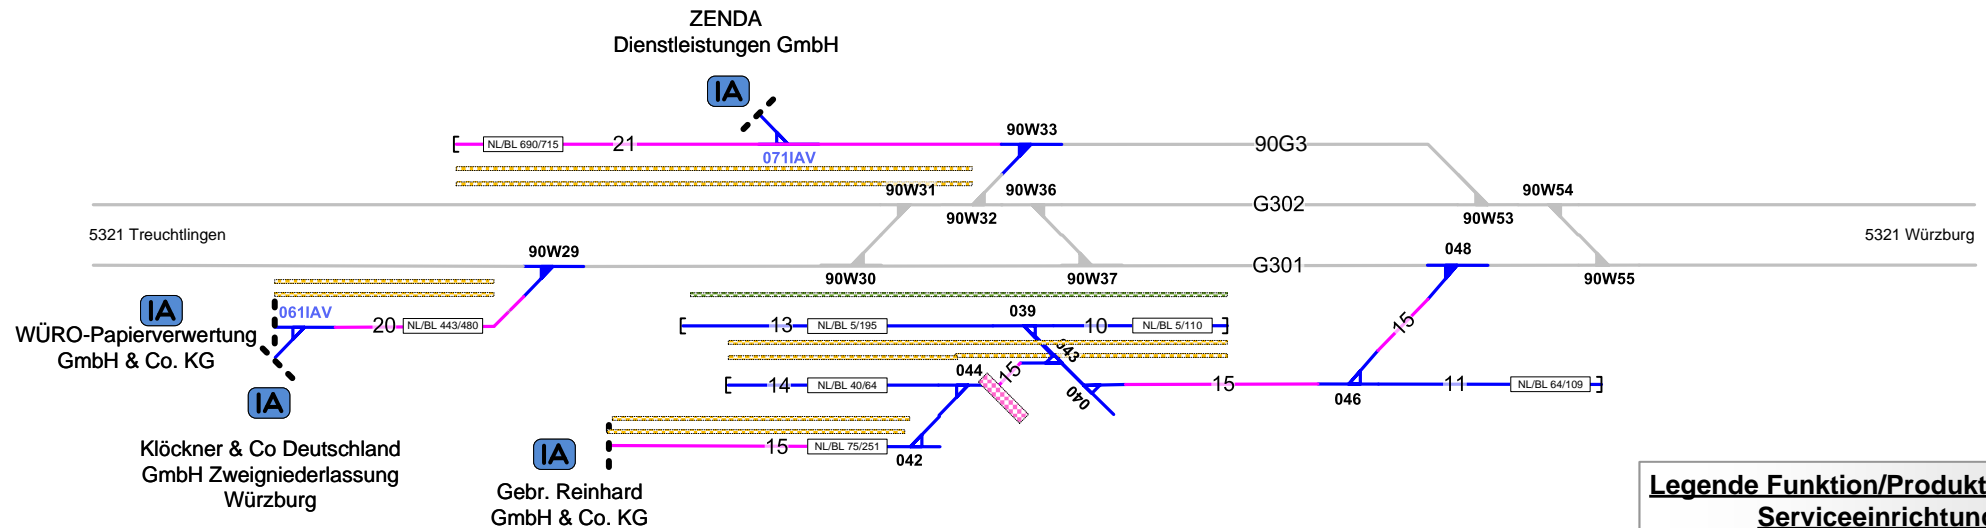 ZENDA
Dienstleistungen GmbH
IA
90W33
NL/BL 690/715
21
90G3
071IAV
90W31
90W36
90W54
G302
90W32
90W53
5321 Treuchtlingen
5321 Würzburg
90W29
048
G301
90W30
90W37
90W55
IA
061IAV
039
WÜRO-Papierverwertung
GmbH & Co. KG
20
NL/BL 443/480
13
NL/BL 5/195
10
NL/BL 5/110
15
043
044
15
14
NL/BL 40/64
040
15
046
11
NL/BL 64/109
IA
Klöckner & Co Deutschland
GmbH Zweigniederlassung
Würzburg
IA
15
NL/BL 75/251
042
Gebr. Reinhard
GmbH & Co. KG
Legende Funktion/Produkt
Serviceeinrichtun